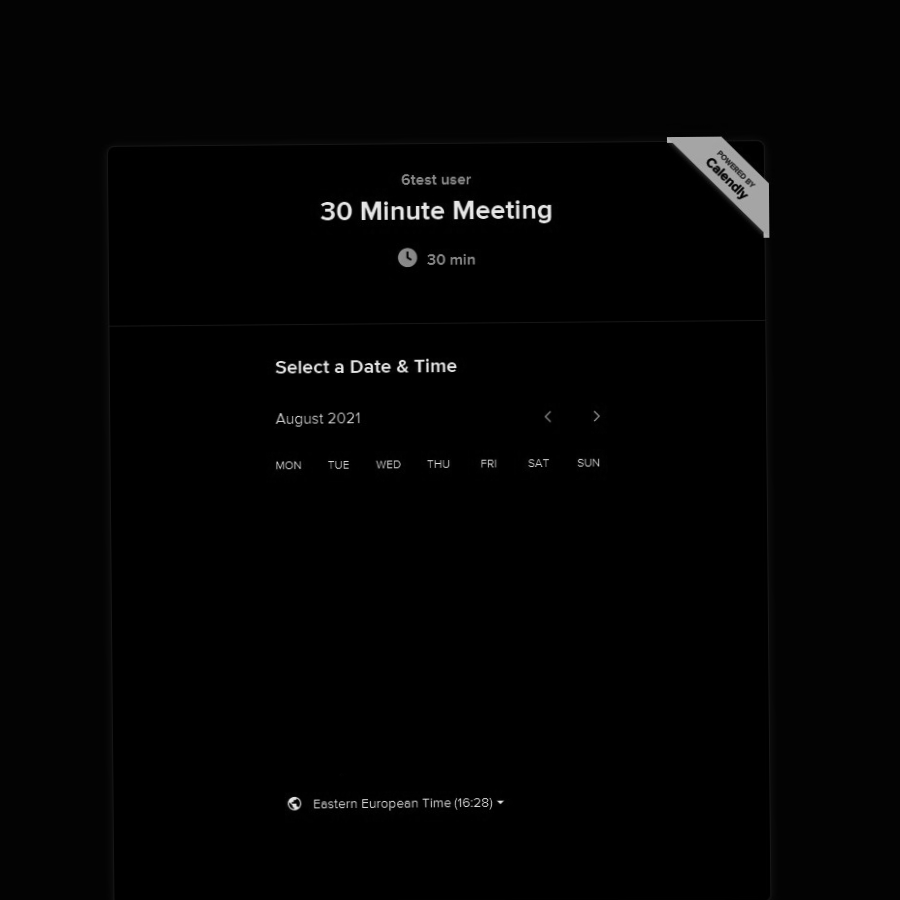 POWERED BY
Calendly
6test user
30 Minute Meeting
30 min
Select a Date & Time
August 2021
MON TUE WED THU FRI SAT SUN
Eastern European Time (16:28)